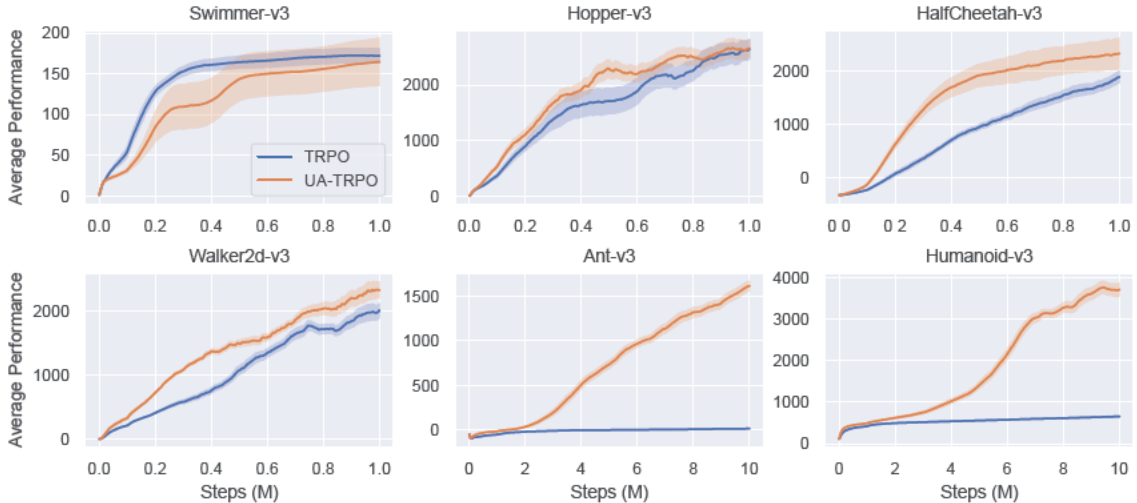 Swimmer-v3 Hopper-v3 HalfCheetah-v3
Average Performance
200
150
100
50
0
TRPO
UA-TRPO
0.0 0.2 0.4 0.6 0.8 1.0
2000
1000
0
0.0 0.2 0.4 0.6 0.8 1.0
2000
1000
0
0 0 0.2 0.4 0.6 0.8 1.0
Walker2d-v3 Ant-v3 Humanoid-v3
Average Performance
2000
1000
0
0.0 0.2 0.4 0.6 0.8 1.0
Steps (M)
1500
1000
500
0
0 2 4 6 8 10
Steps (M)
4000
3000
2000
1000
0
0 2 4 6 8 10
Steps (M)